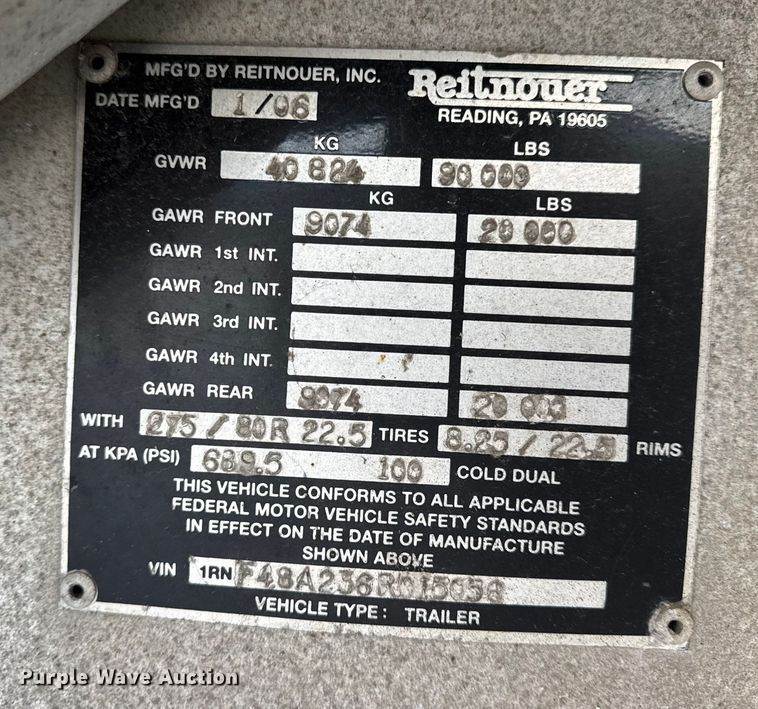 MFG'D BY REITNOUER, INC.
Reitnouer
DATE MFG'D 1/06
READING, PA 19605
KG LBS
GVWR 40 824 90 000
KG LBS
GAWR FRONT 9074 20 000
GAWR 1st INT.
GAWR 2nd INT.
GAWR 3rd INT.
GAWR 4th INT.
GAWR REAR 9074 20 000
WITH 275 / 80R 22.5 TIRES 8.25 / 22.5 RIMS
AT KPA (PSI) 689.5 100 COLD DUAL
THIS VEHICLE CONFORMS TO ALL APPLICABLE
FEDERAL MOTOR VEHICLE SAFETY STANDARDS
IN EFFECT ON THE DATE OF MANUFACTURE
SHOWN ABOVE
VIN 1RN
VEHICLE TYPE: TRAILER
Purple Wave Auction